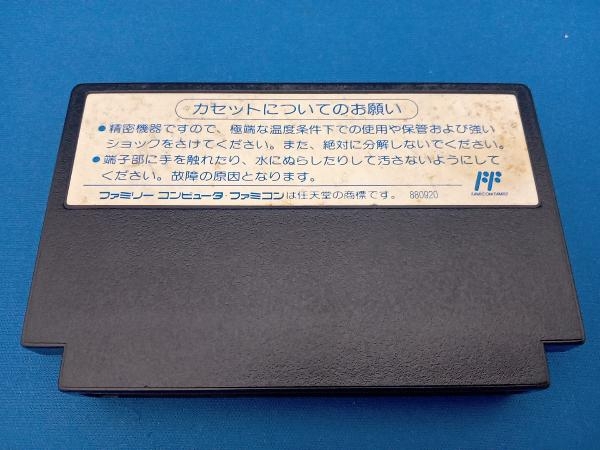 カセットについてのお願い
●精密機器ですので、極端な温度条件下での使用や保管および強い
ショックをさけてください。また、絶対に分解しないでください。
●端子部に手を触れたり、水にぬらしたりして汚さないようにして
ください。故障の原因となります。
ファミリーコンピュータ・ファミコンは任天堂の商標です。 880920
FF